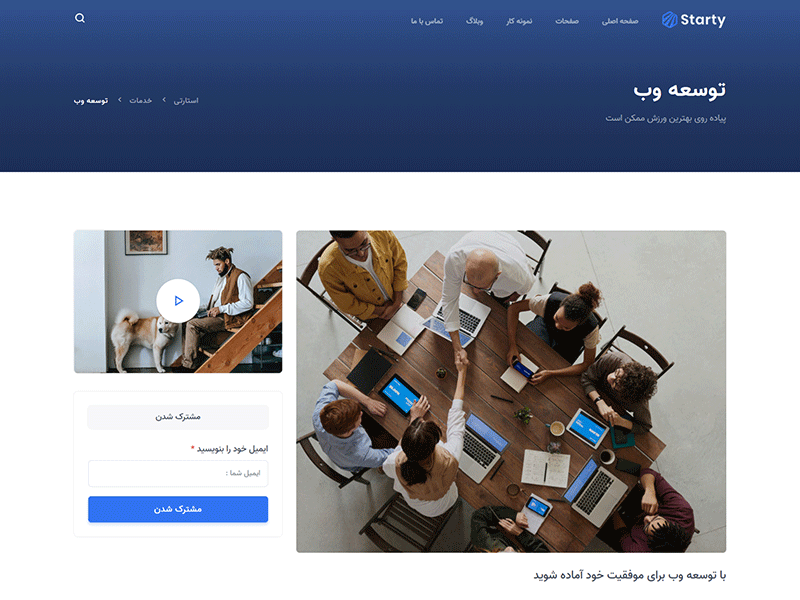 Starty
صفحه اصلی
صفحات
نمونه کار
وبلاگ
تماس با ما
توسعه وب
پیاده روی بهترین ورزش ممکن است
استارتی
خدمات
توسعه وب
مشترک شدن
ایمیل خود را بنویسید *
ایمیل شما :
مشترک شدن
با توسعه وب برای موفقیت خود آماده شوید